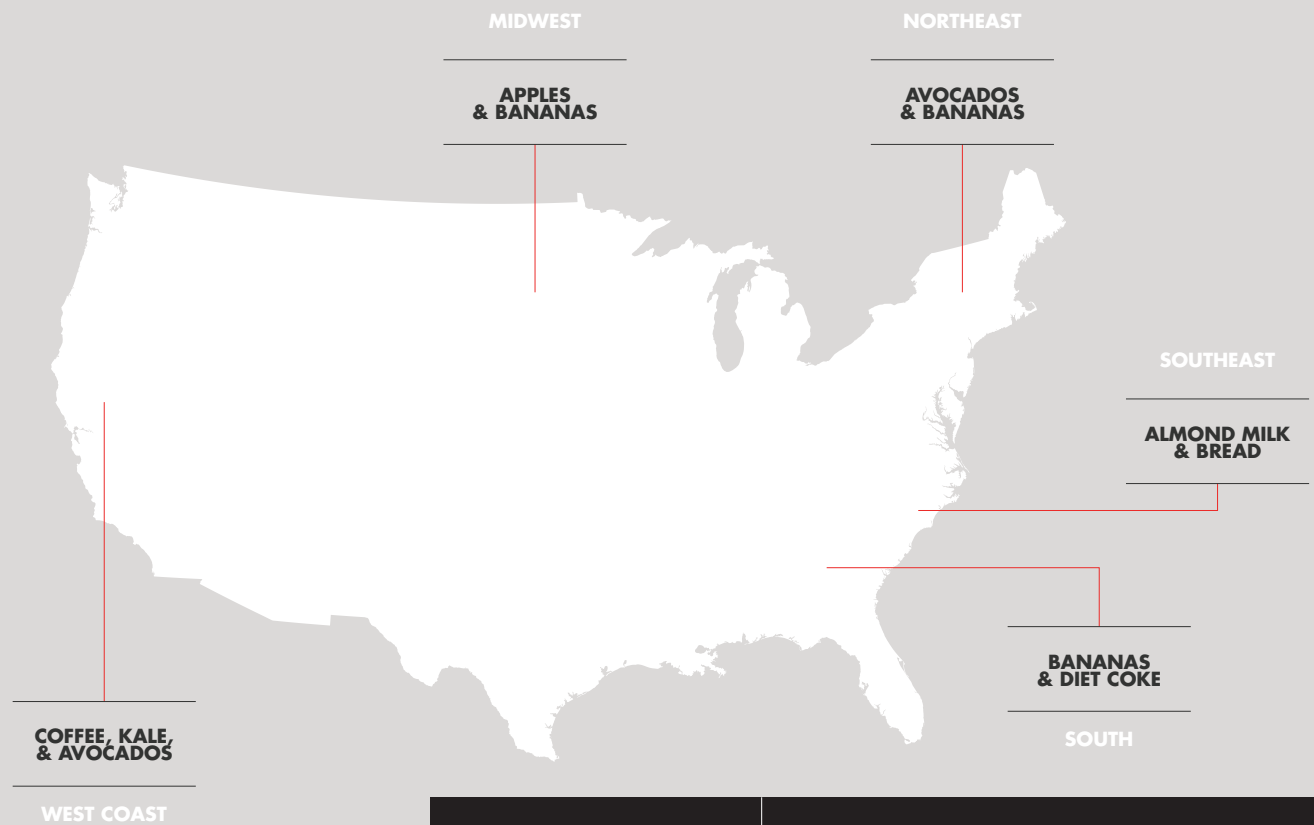 MIDWEST
APPLES
& BANANAS
NORTHEAST
AVOCADOS
& BANANAS
SOUTHEAST
ALMOND MILK
& BREAD
BANANAS
& DIET COKE
SOUTH
COFFEE, KALE,
& AVOCADOS
WEST COAST